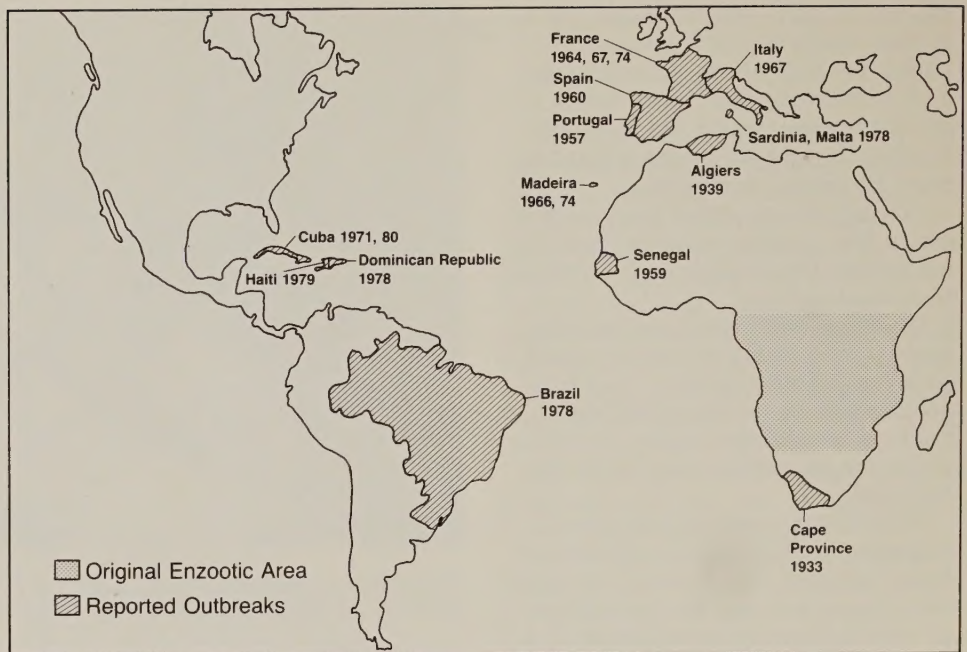 France
1964, 67, 74
Italy
1967
Spain
1960
Portugal
1957
Sardinia, Malta 1978
Algiers
1939
Madeira
1966, 74
Cuba 1971, 80
Dominican Republic
1978
Haiti 1979
Senegal
1959
Brazil
1978
Cape
Province
1933
Original Enzootic Area
Reported Outbreaks